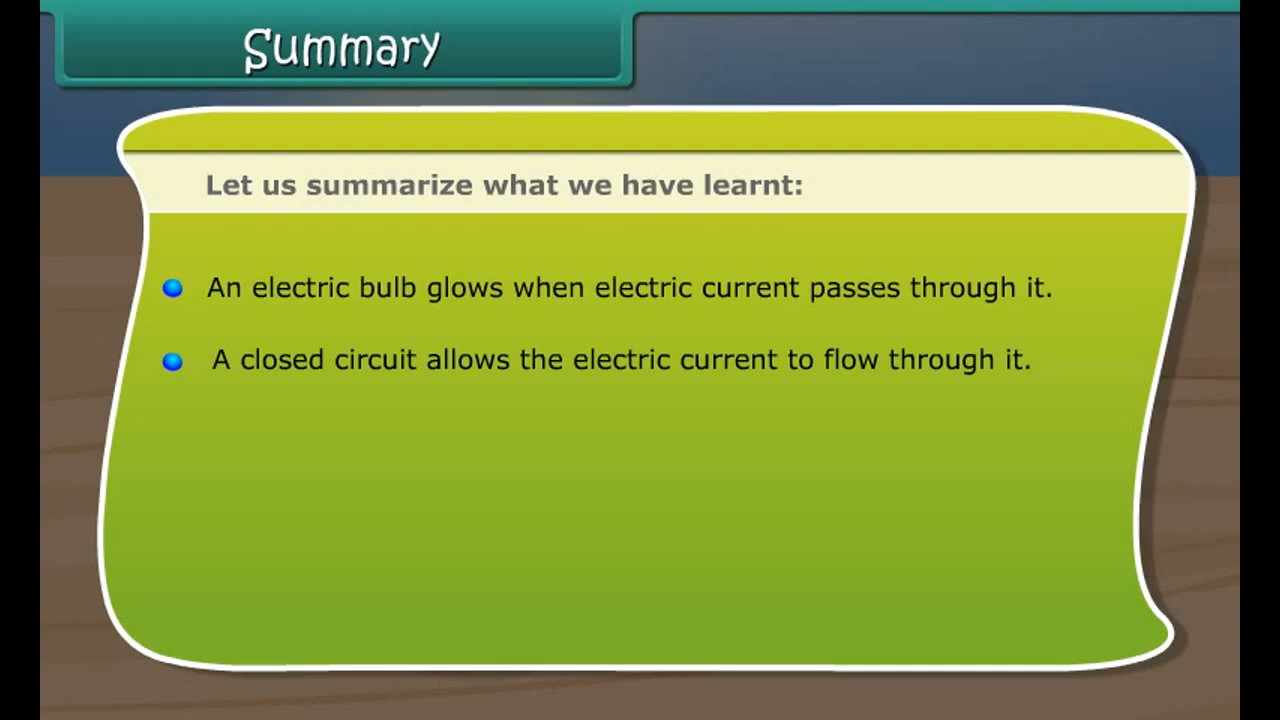 Summary
Let us summarize what we have learnt:
An electric bulb glows when electric current passes through it.
A closed circuit allows the electric current to flow through it.